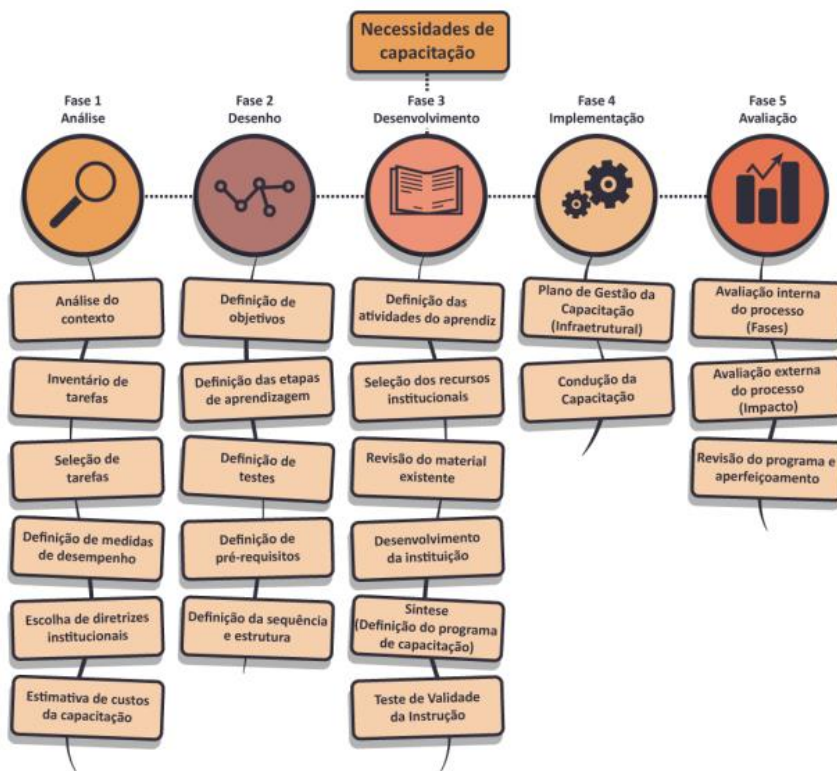 Necessidades de
capacitação
Fase 1
Análise
Fase 2
Desenho
Fase 3
Desenvolvimento
Fase 4
Implementação
Fase 5
Avaliação
Análise do
contexto
Inventário de
tarefas
Seleção de
tarefas
Definição de medidas
de desempenho
Escolha de diretrizes
institucionais
Estimativa de custos
da capacitação
Definição de
objetivos
Definição das etapas
de aprendizagem
Definição de
testes
Definição de
pré-requisitos
Definição da sequência
e estrutura
Definição das
atividades do aprendiz
Seleção dos recursos
institucionais
Revisão do material
existente
Desenvolvimento
da instituição
Síntese
(Definição do programa
de capacitação)
Teste de Validade
da Instrução
Plano de Gestão da
Capacitação
(Infraetrutural)
Condução da
Capacitação
Avaliação interna
do processo
(Fases)
Avaliação externa
do processo
(Impacto)
Revisão do programa e
aperfeiçoamento